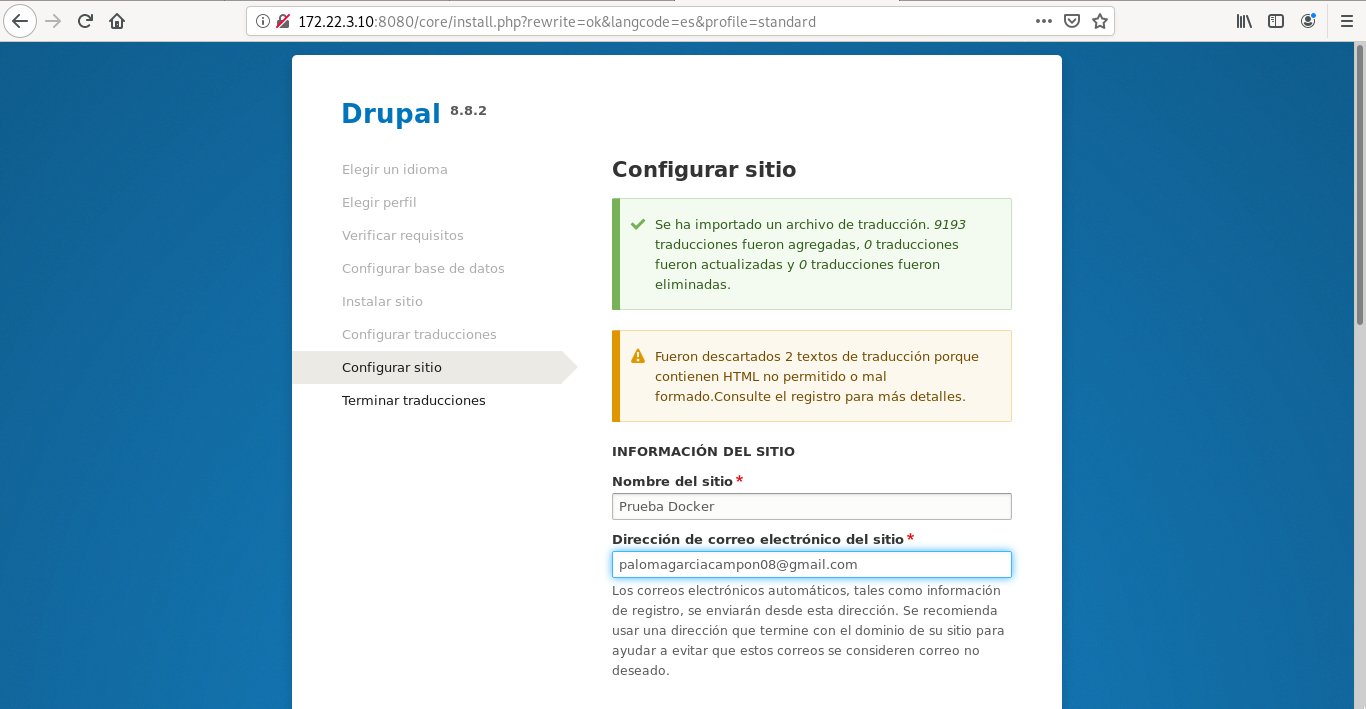 172.22.3.10:8080/core/install.php?rewrite=ok&langcode=es&profile=standard
Drupal 8.8.2
Elegir un idioma
Elegir perfil
Verificar requisitos
Configurar base de datos
Instalar sitio
Configurar traducciones
Configurar sitio
Terminar traducciones
Configurar sitio
Se ha importado un archivo de traducción. 9193
traducciones fueron agregadas, 0 traducciones
fueron actualizadas y 0 traducciones fueron
eliminadas.
Fueron descartados 2 textos de traducción porque
contienen HTML no permitido o mal
formado.Consulte el registro para más detalles.
INFORMACIÓN DEL SITIO
Nombre del sitio*
Prueba Docker
Dirección de correo electrónico del sitio*
palomagarciacampon08@gmail.com
Los correos electrónicos automáticos, tales como información
de registro, se enviarán desde esta dirección. Se recomienda
usar una dirección que termine con el dominio de su sitio para
ayudar a evitar que estos correos se consideren correo no
deseado.